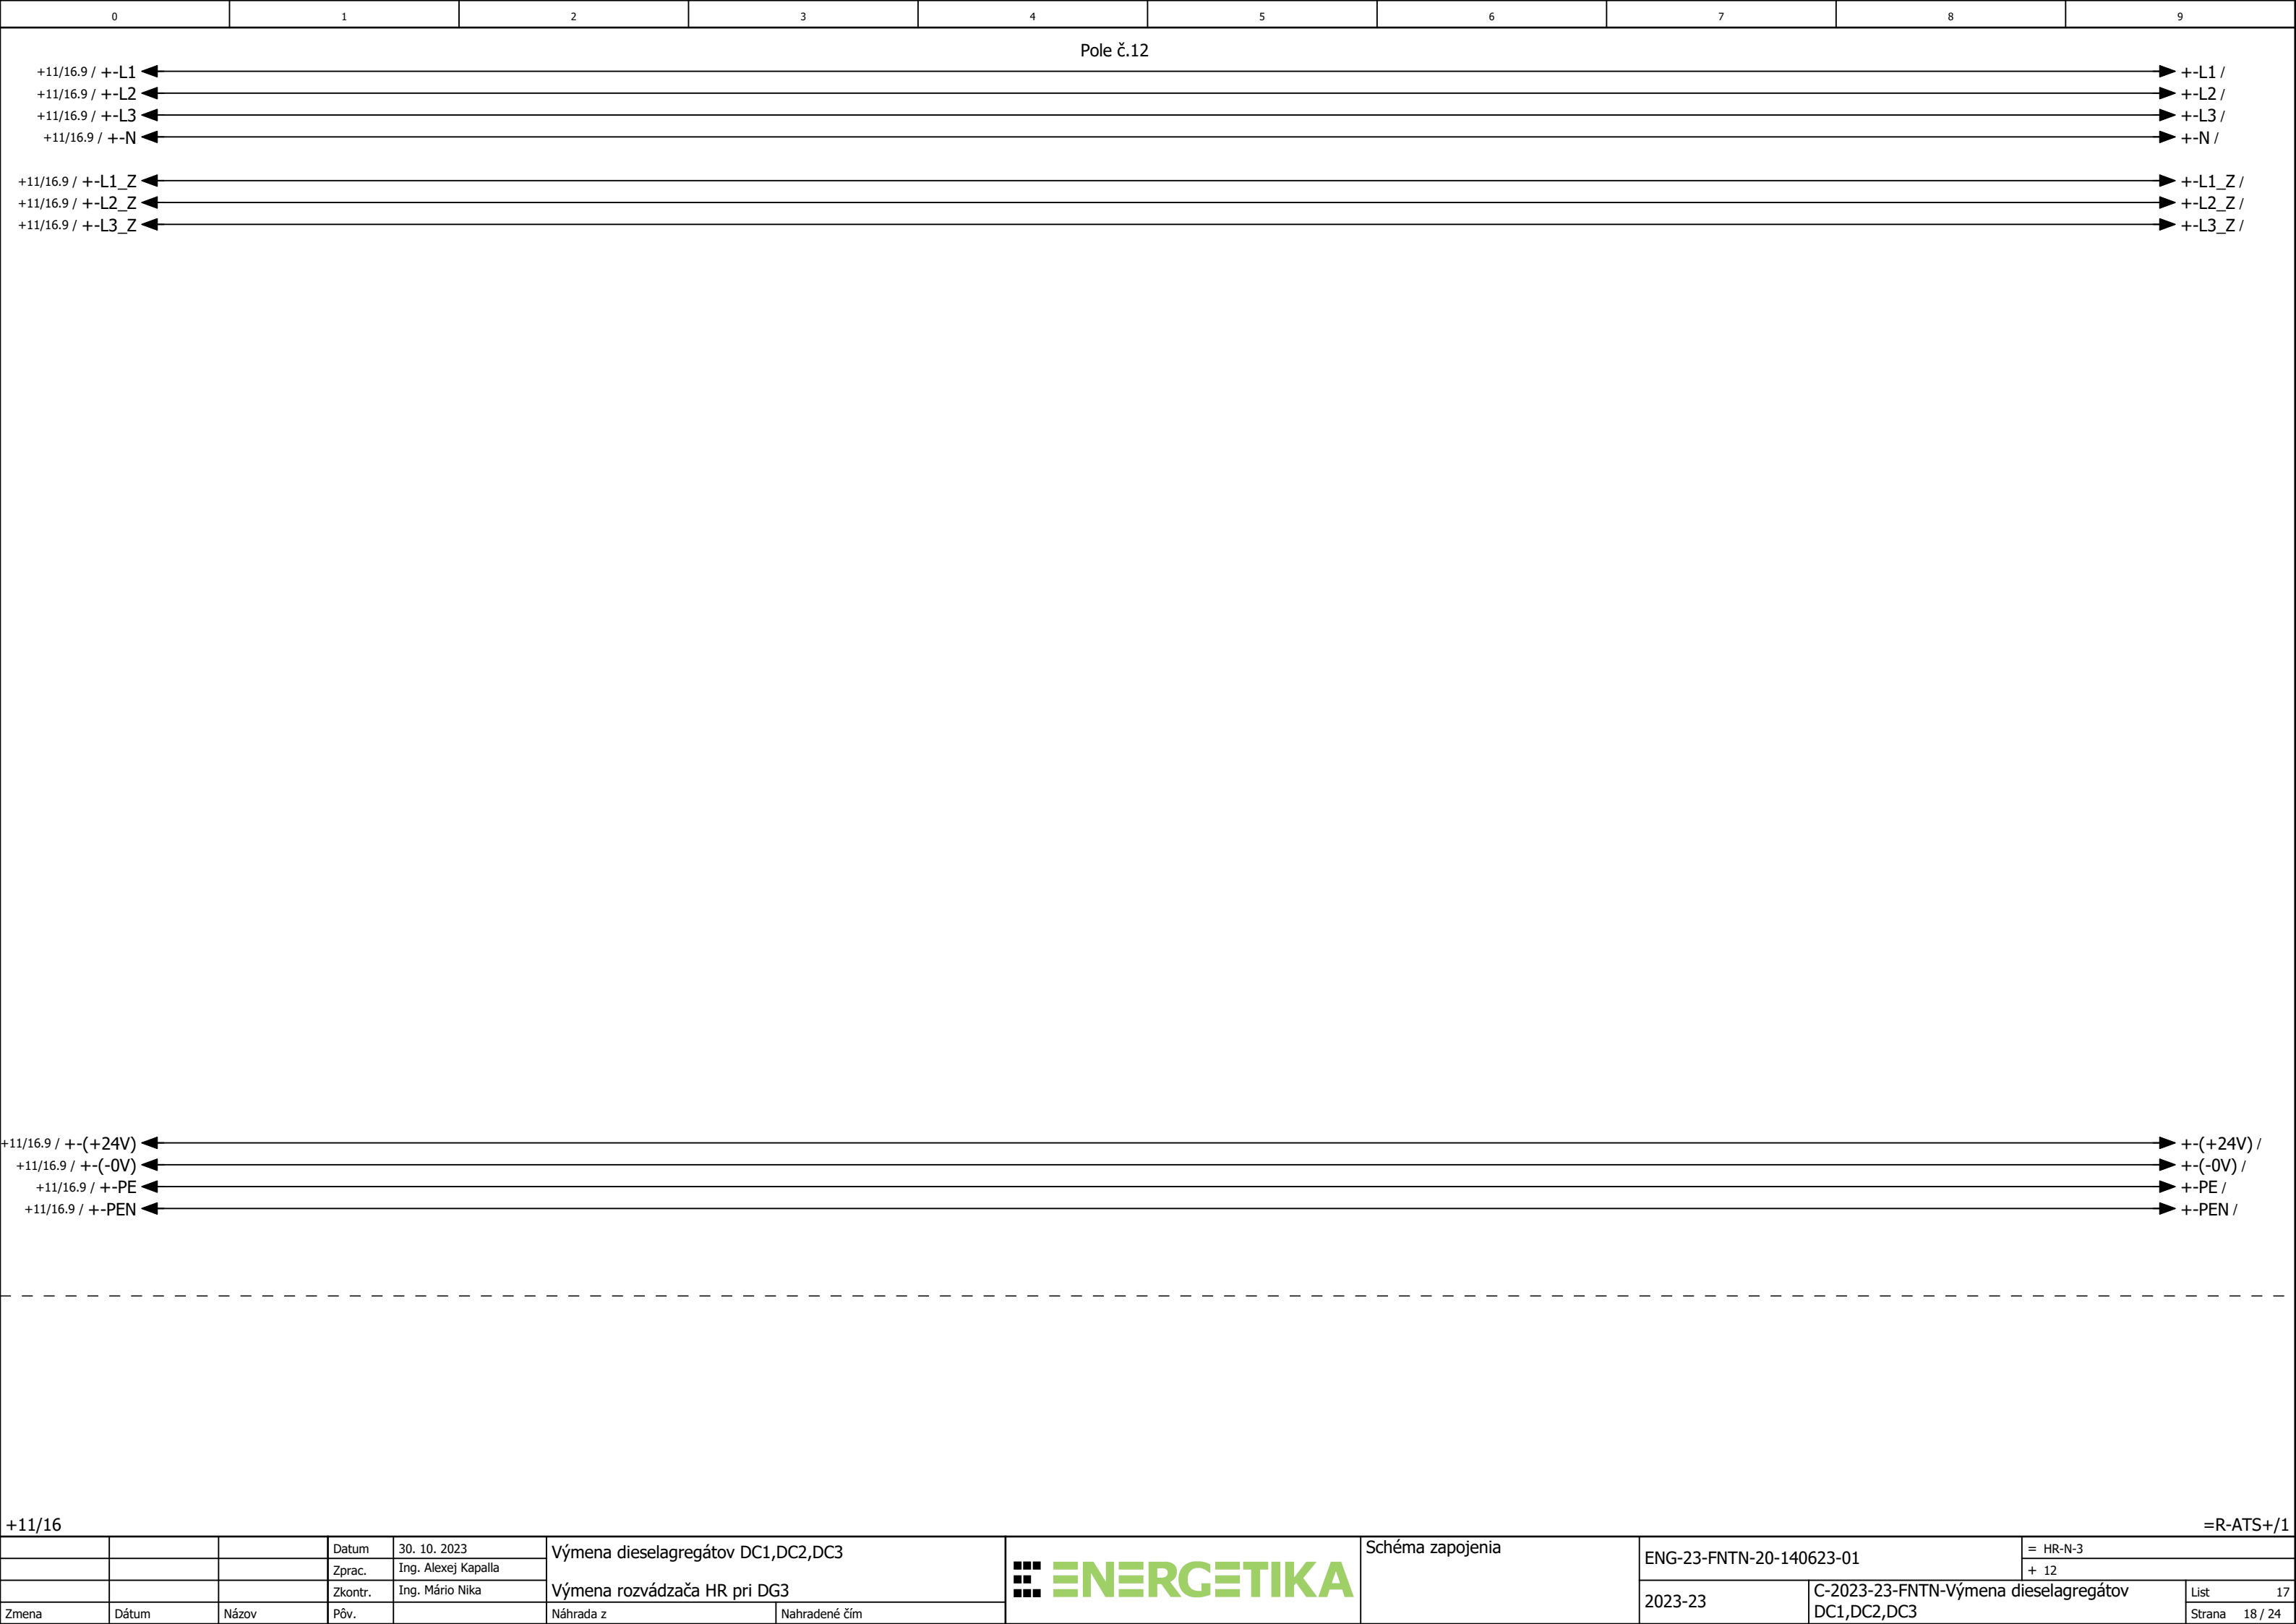 0 1 2 3 4 5 6 7 8 9
Pole č.12
+11/16.9 / +-L1 +-L1 /
+11/16.9 / +-L2 +-L2 /
+11/16.9 / +-L3 +-L3 /
+11/16.9 / +-N +-N /
+11/16.9 / +-L1_Z +-L1_Z /
+11/16.9 / +-L2_Z +-L2_Z /
+11/16.9 / +-L3_Z +-L3_Z /
+11/16.9 / +-(+24V) +-(+24V) /
+11/16.9 / +-(-0V) +-(-0V) /
+11/16.9 / +-PE +-PE /
+11/16.9 / +-PEN +-PEN /
+11/16 =R-ATS+/1
Datum 30. 10. 2023
Zprac. Ing. Alexej Kapalla
Zkontr. Ing. Mário Nika
Zmena Dátum Názov Pôv.
Výmena dieselagregátov DC1,DC2,DC3
Výmena rozvádzača HR pri DG3
Náhrada z Nahradené čím
ENERGETIKA
Schéma zapojenia
ENG-23-FNTN-20-140623-01
= HR-N-3
+ 12
2023-23
C-2023-23-FNTN-Výmena dieselagregátov
DC1,DC2,DC3
List 17
Strana 18 / 24